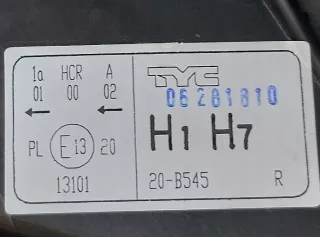 1a HCR A
01 00 02
PL E13 20
13101
TYC
06281810
H1 H7
20-B545 R